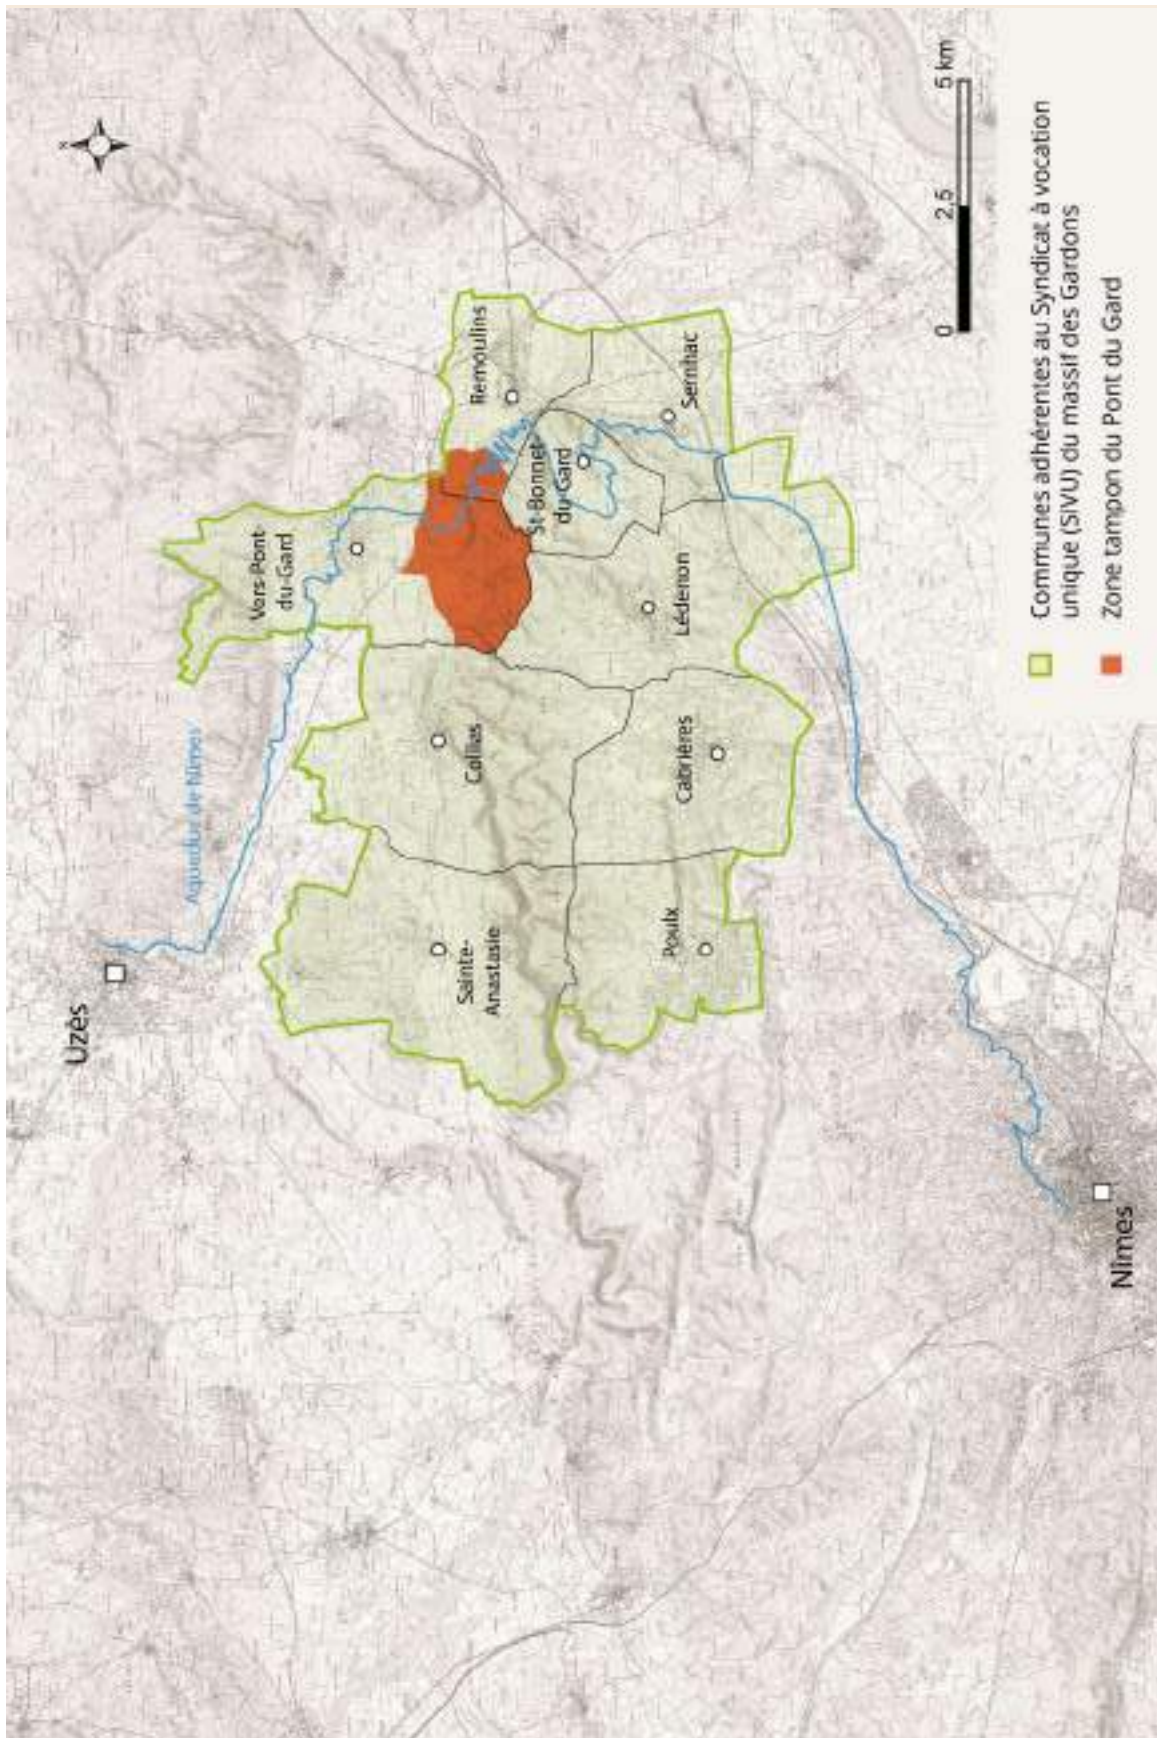 N
Uzès
Aqueduc de Nîmes
Vers-Pont-
du-Gard
Remoulins
St-Bonnet-
du-Gard
Sernhac
Collias
Sainte-
Anastasie
Lédenon
Cabrières
Poulx
Nîmes
0 2,5 5 km
Communes adhérentes au Syndicat à vocation
unique (SIVU) du massif des Gardons
Zone tampon du Pont du Gard